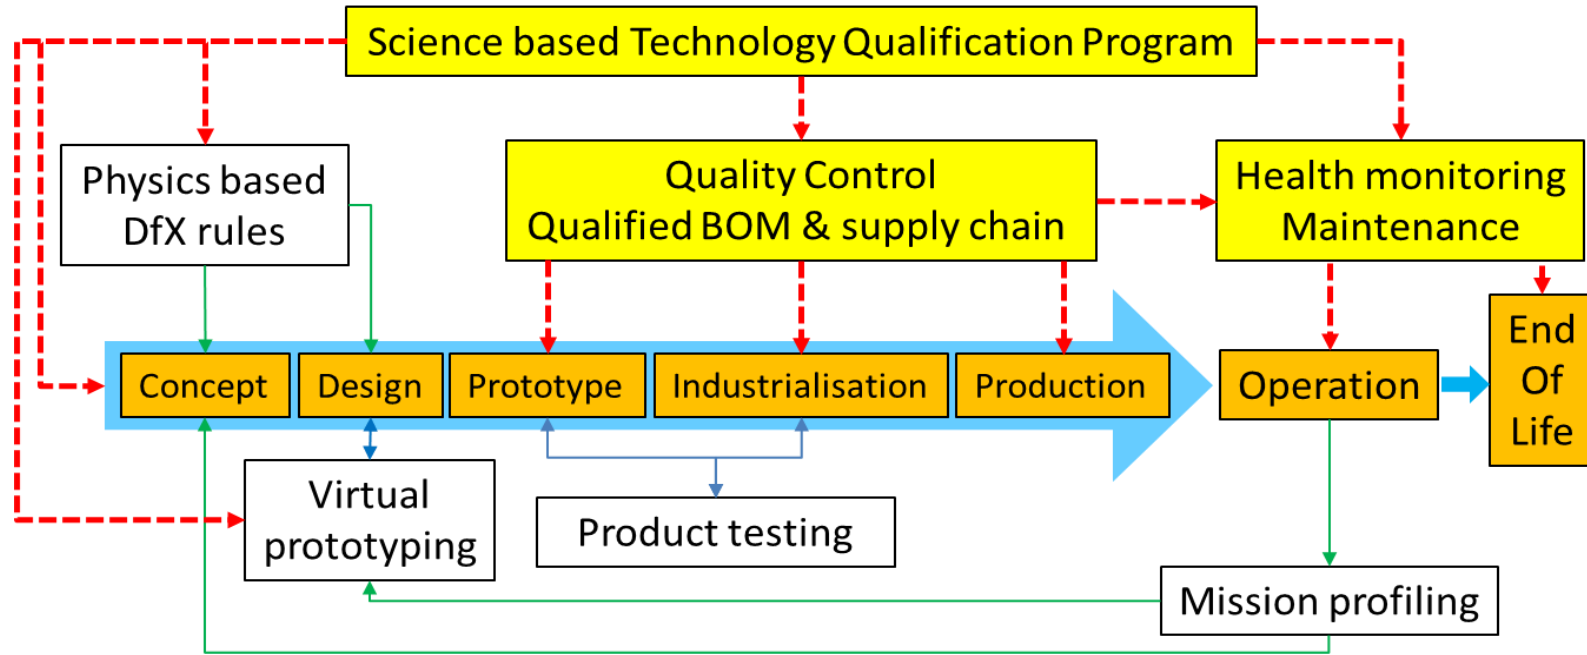 Science based Technology Qualification Program
Physics based
DfX rules
Quality Control
Qualified BOM & supply chain
Health monitoring
Maintenance
Concept
Design
Prototype
Industrialisation
Production
Operation
End
Of
Life
Virtual
prototyping
Product testing
Mission profiling